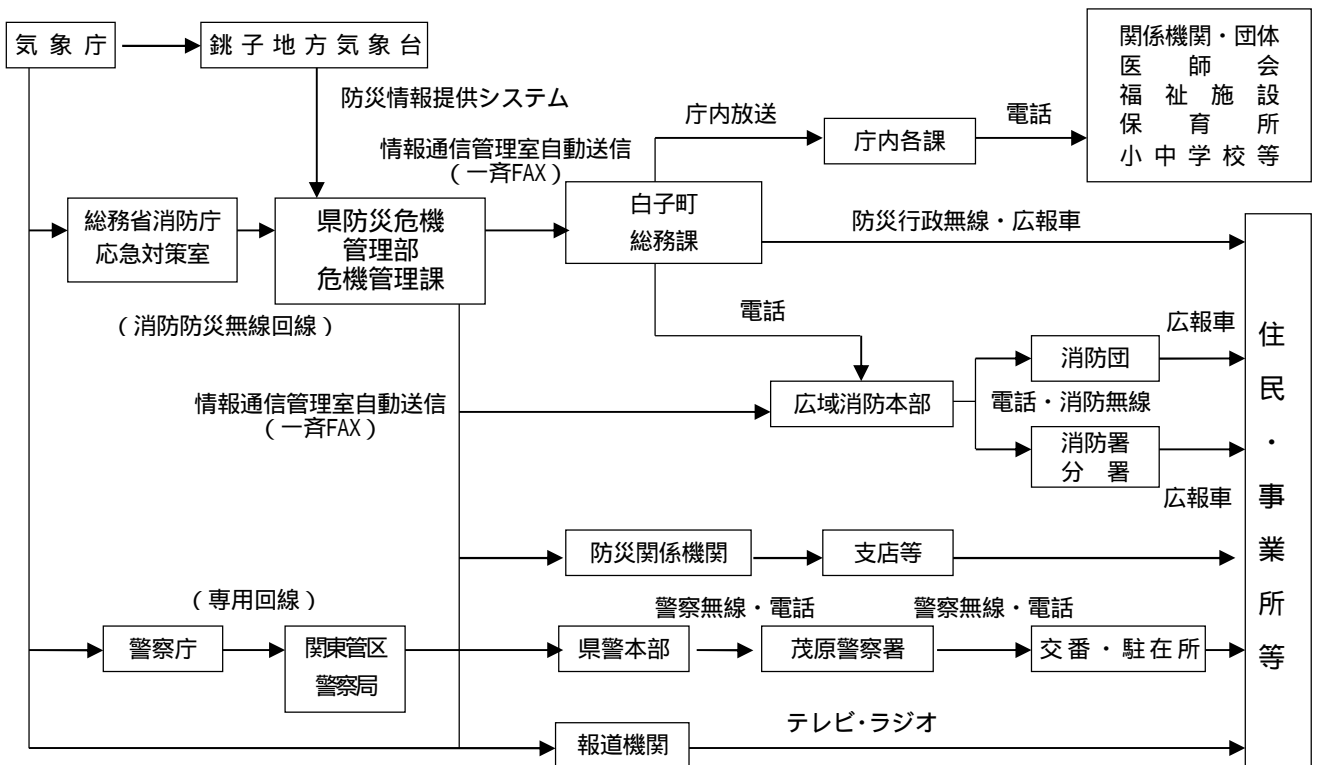 気象庁
銚子地方気象台
関係機関・団体
医師会
福祉施設
保育所
小中学校等
防災情報提供システム
庁内放送
庁内各課
電話
情報通信管理室自動送信
(一斉FAX)
総務省消防庁
応急対策室
県防災危機
管理部
危機管理課
白子町
総務課
防災行政無線・広報車
(消防防災無線回線)
電話
広報車
消防団
情報通信管理室自動送信
(一斉FAX)
広域消防本部
電話・消防無線
消防署
分署
広報車
住民・事業所等
防災関係機関
支店等
(専用回線)
警察無線・電話
警察無線・電話
警察庁
関東管区
警察局
県警本部
茂原警察署
交番・駐在所
テレビ・ラジオ
報道機関